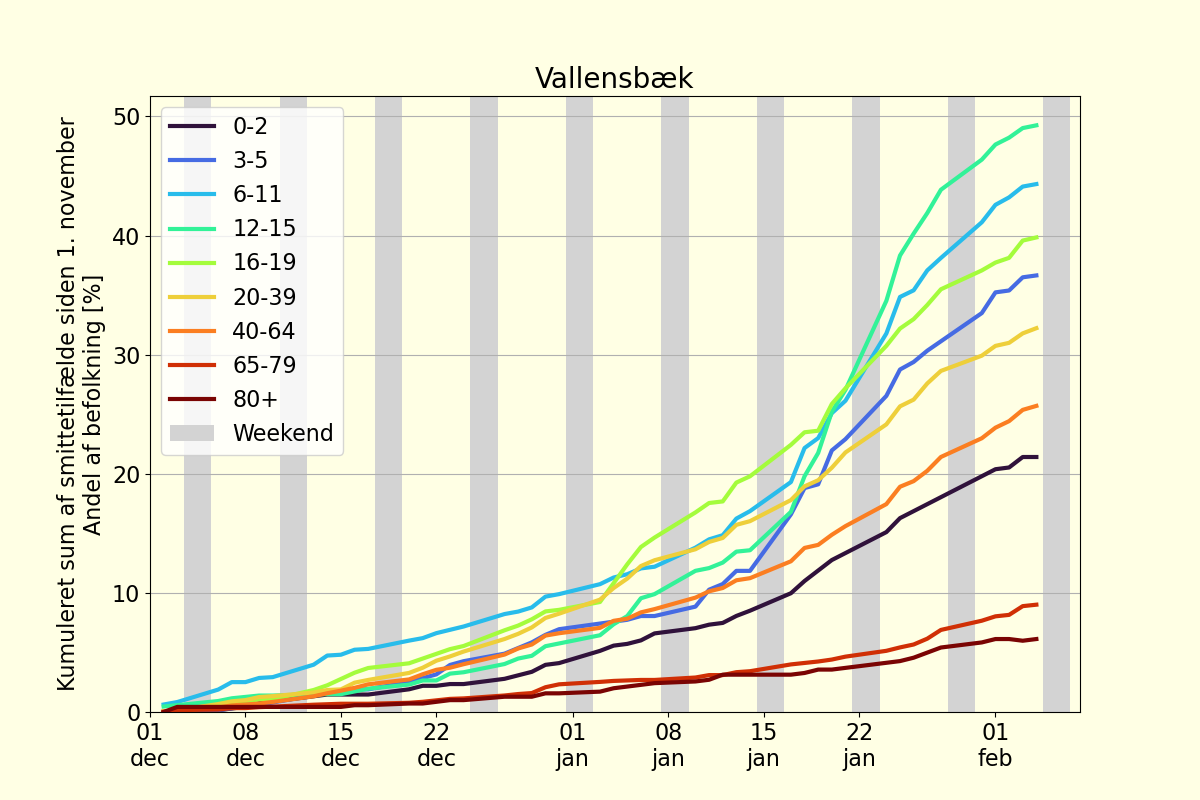 Vallensbæk
Kumuleret sum af smittetilfælde siden 1. november
Andel af befolkning [%]
50
40
30
20
10
0
0-2
3-5
6-11
12-15
16-19
20-39
40-64
65-79
80+
Weekend
01 08 15 22 01 08 15 22 01
dec dec dec dec jan jan jan jan feb